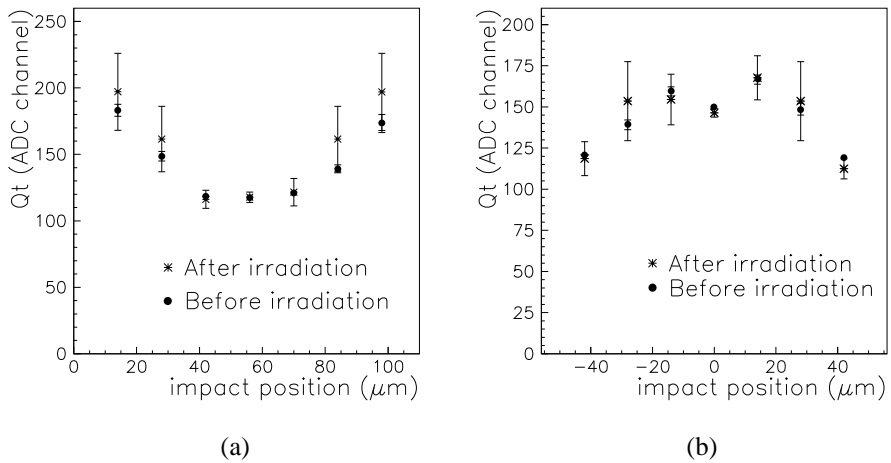 Qt (ADC channel)
250
200
150
100
50
0
After irradiation
Before irradiation
0 20 40 60 80 100
impact position (μm)
(a)
Qt (ADC channel)
200
175
150
125
100
75
50
25
0
After irradiation
Before irradiation
−40 −20 0 20 40
impact position (μm)
(b)